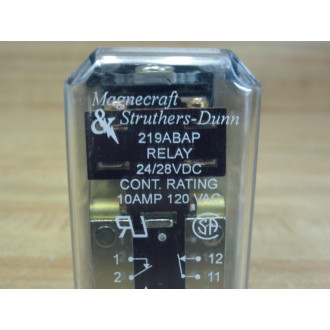 Magnecraft
& Struthers-Dunn
219ABAP
RELAY
24/28VDC
CONT. RATING
10AMP 120 VAC
1 12
2 11